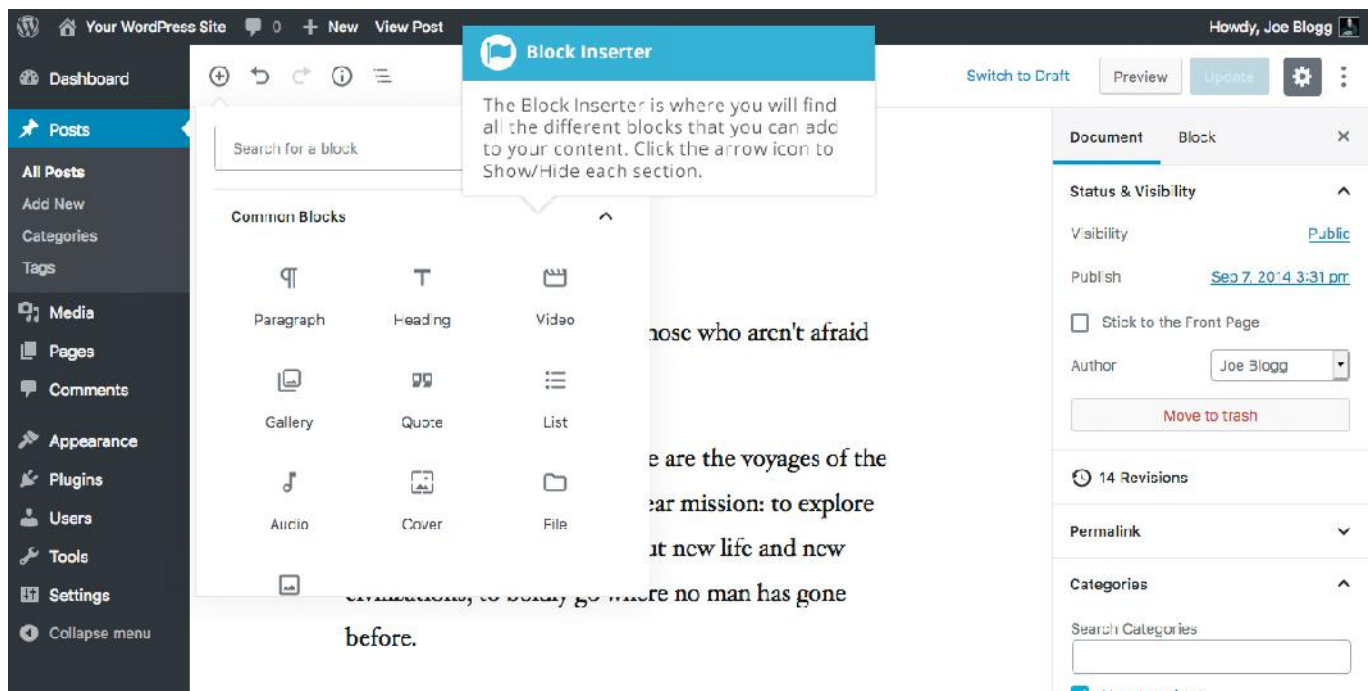 Your WordPress Site 0 + New View Post
Howdy, Joe Blogg
Block Inserter
The Block Inserter is where you will find
all the different blocks that you can add
to your content. Click the arrow icon to
Show/Hide each section.
Dashboard
Posts
All Posts
Add New
Categories
Tags
Media
Pages
Comments
Appearance
Plugins
Users
Tools
Settings
Collapse menu
Switch to Draft Preview Update
Search for a block
Common Blocks
Paragraph Heading Video
Gallery Quote List
Audio Cover File
hose who aren't afraid
e are the voyages of the
ear mission: to explore
ut new life and new
civilizations, to boldly go where no man has gone
before.
Document Block
Status & Visibility
Visibility Public
Publish Sep 7, 2014 3:31 pm
Stick to the Front Page
Author Joe Blogg
Move to trash
14 Revisions
Permalink
Categories
Search Categories